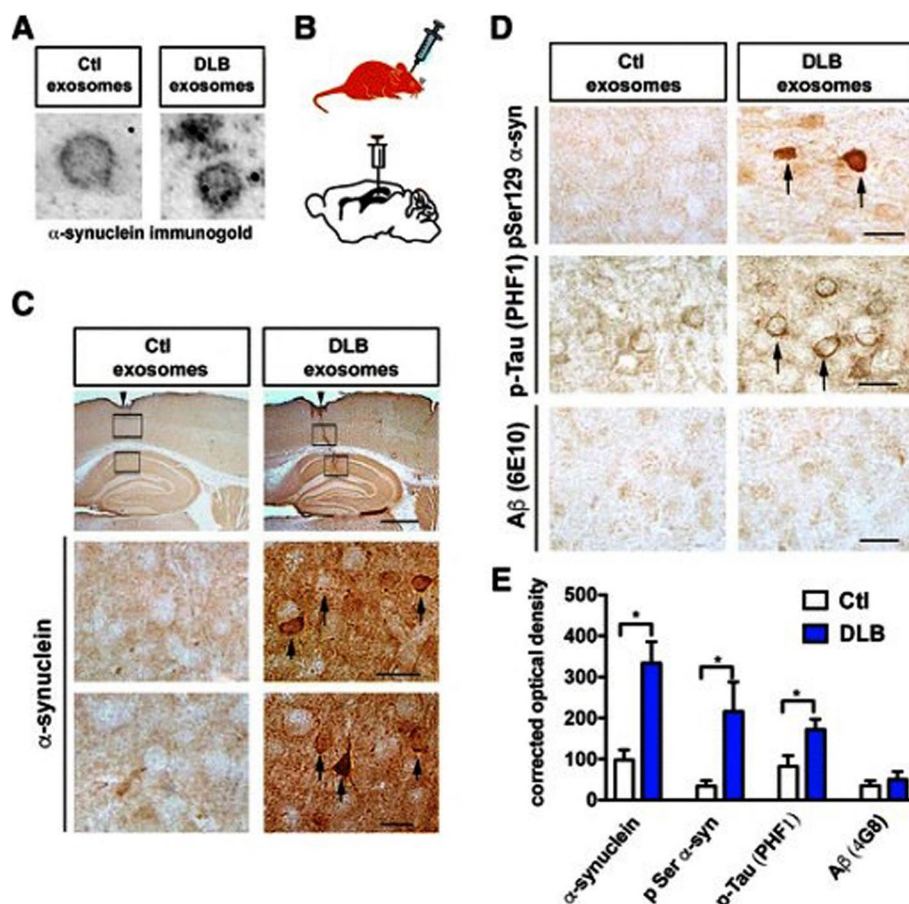 A
Ctl
exosomes
DLB
exosomes
α-synuclein immunogold
B
C
Ctl
exosomes
DLB
exosomes
α-synuclein
D
Ctl
exosomes
DLB
exosomes
pSer129 α-syn
p-Tau (PHF1)
Aβ (6E10)
E
corrected optical density
500
400
300
200
100
0
*
*
*
Ctl
DLB
α-synuclein
p Ser α-syn
p-Tau (PHF1)
Aβ (4G8)